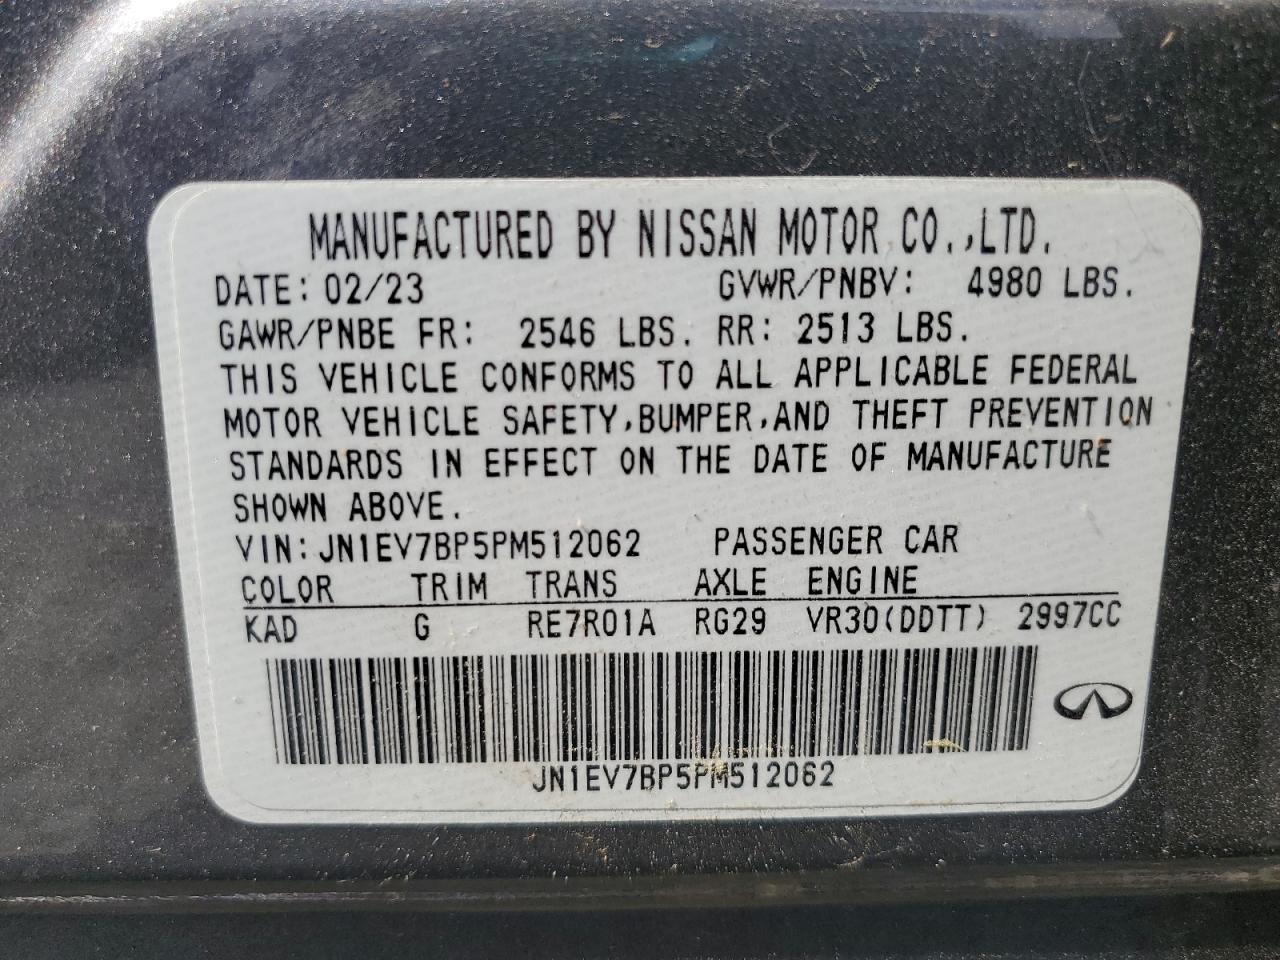 MANUFACTURED BY NISSAN MOTOR CO.,LTD.
DATE: 02/23 GVWR/PNBV: 4980 LBS.
GAWR/PNBE FR: 2546 LBS. RR: 2513 LBS.
THIS VEHICLE CONFORMS TO ALL APPLICABLE FEDERAL
MOTOR VEHICLE SAFETY,BUMPER,AND THEFT PREVENTION
STANDARDS IN EFFECT ON THE DATE OF MANUFACTURE
SHOWN ABOVE.
VIN:JN1EV7BP5PM512062 PASSENGER CAR
COLOR TRIM TRANS AXLE ENGINE
KAD G RE7R01A RG29 VR30(DDTT) 2997CC
JN1EV7BP5PM512062